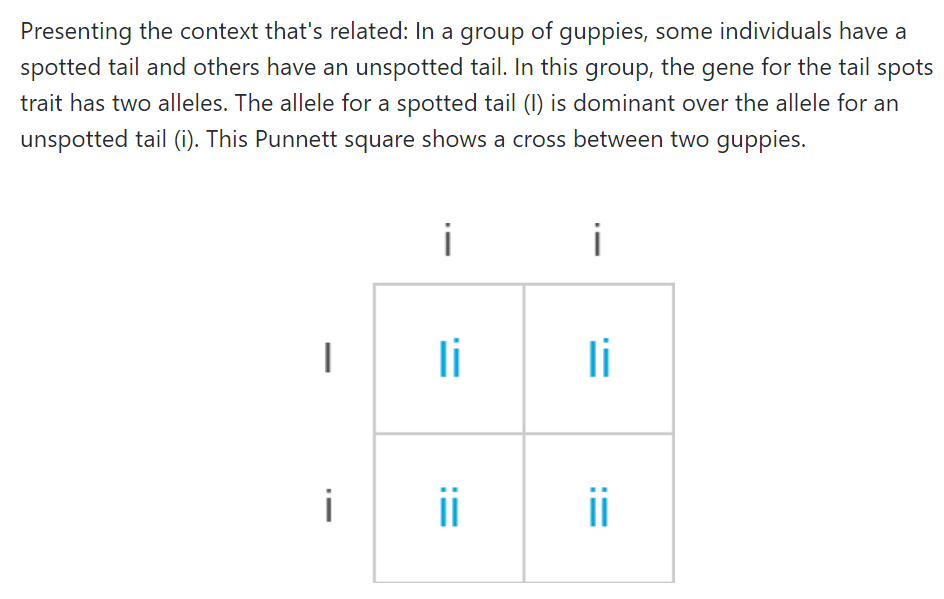 Presenting the context that's related: In a group of guppies, some individuals have a
spotted tail and others have an unspotted tail. In this group, the gene for the tail spots
trait has two alleles. The allele for a spotted tail (I) is dominant over the allele for an
unspotted tail (i). This Punnett square shows a cross between two guppies.
i i
I Ii Ii
i ii ii